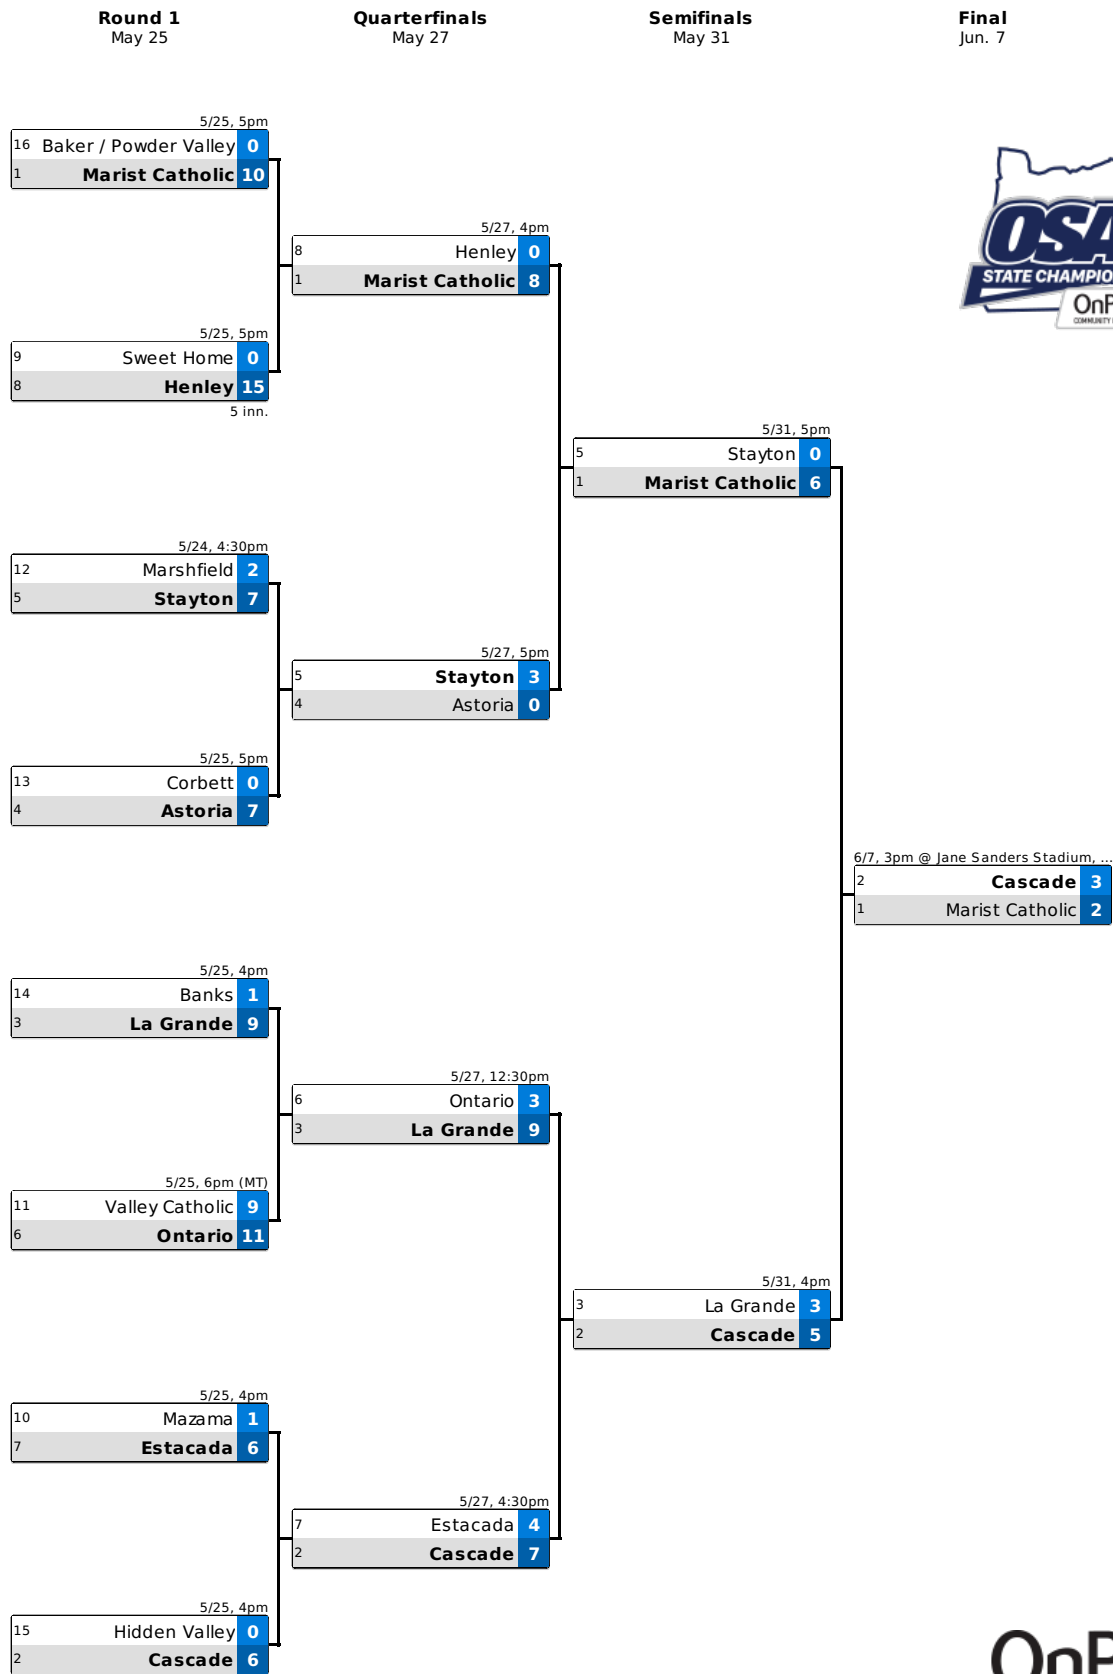 Round 1
May 25
Quarterfinals
May 27
Semifinals
May 31
Final
Jun. 7
5/25, 5pm
16 Baker / Powder Valley 0
1 Marist Catholic 10
5/25, 5pm
9 Sweet Home 0
8 Henley 15
5 inn.
5/24, 4:30pm
12 Marshfield 2
5 Stayton 7
5/25, 5pm
13 Corbett 0
4 Astoria 7
5/25, 4pm
14 Banks 1
3 La Grande 9
5/25, 6pm (MT)
11 Valley Catholic 9
6 Ontario 11
5/25, 4pm
10 Mazama 1
7 Estacada 6
5/25, 4pm
15 Hidden Valley 0
2 Cascade 6
5/27, 4pm
8 Henley 0
1 Marist Catholic 8
5/27, 5pm
5 Stayton 3
4 Astoria 0
5/27, 12:30pm
6 Ontario 3
3 La Grande 9
5/27, 4:30pm
7 Estacada 4
2 Cascade 7
5/31, 5pm
5 Stayton 0
1 Marist Catholic 6
5/31, 4pm
3 La Grande 3
2 Cascade 5
6/7, 3pm @ Jane Sanders Stadium, ...
2 Cascade 3
1 Marist Catholic 2
OSA
STATE CHAMPIO
OnP
COMMUNITY
OnP